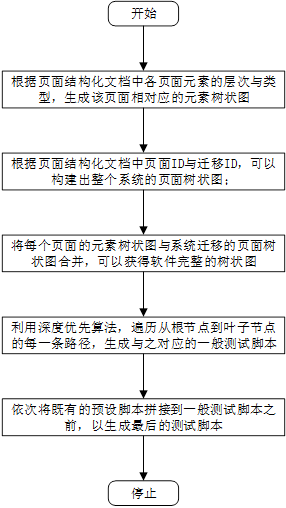 开始
根据页面结构化文档中各页面元素的层次与类
型，生成该页面相对应的元素树状图
根据页面结构化文档中页面ID与迁移ID，可以
构建出整个系统的页面树状图；
将每个页面的元素树状图与系统迁移的页面树
状图合并，可以获得软件完整的树状图
利用深度优先算法，遍历从根节点到叶子节点
的每一条路径，生成与之对应的一般测试脚本
依次将既有的预设脚本拼接到一般测试脚本之
前，以生成最后的测试脚本
停止